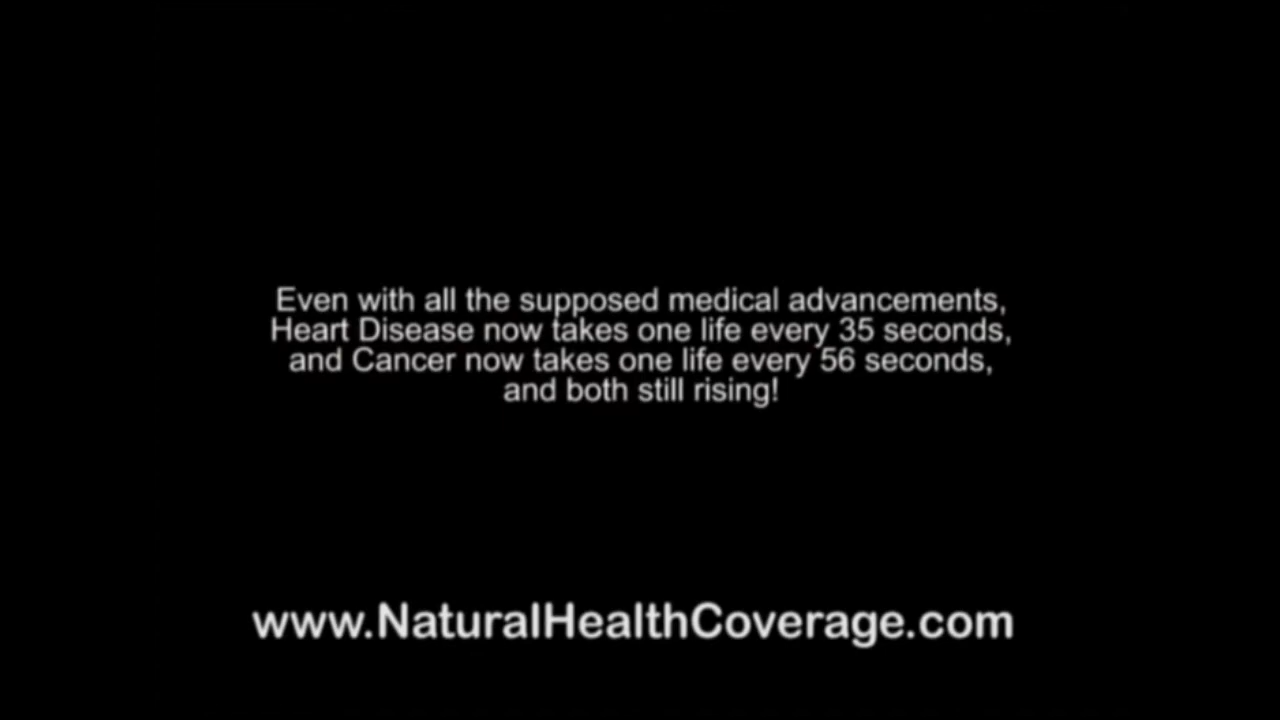 Even with all the supposed medical advancements,
Heart Disease now takes one life every 35 seconds,
and Cancer now takes one life every 56 seconds,
and both still rising!
www.NaturalHealthCoverage.com